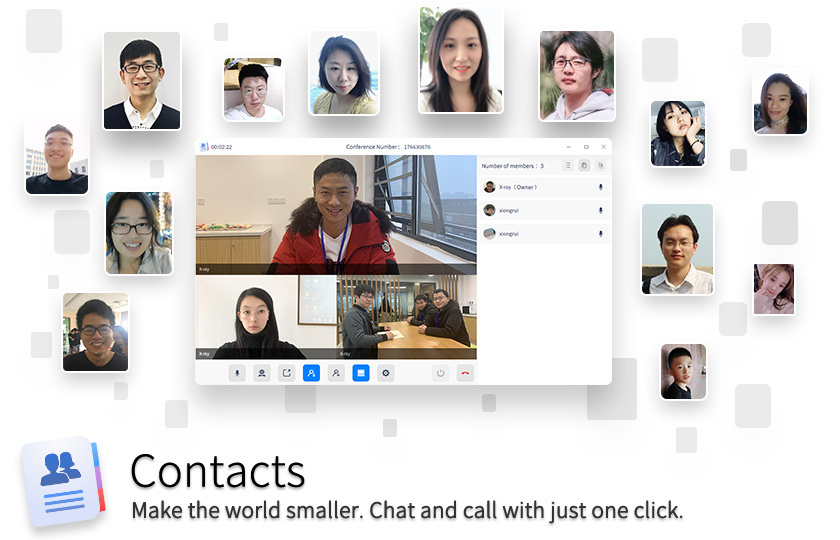 00:02:22
Conference Number: 176630876
Number of members : 3
X-ray (Owner)
xiongrui
xiongrui
X-ray
X-ray
X-ray
Contacts
Make the world smaller. Chat and call with just one click.